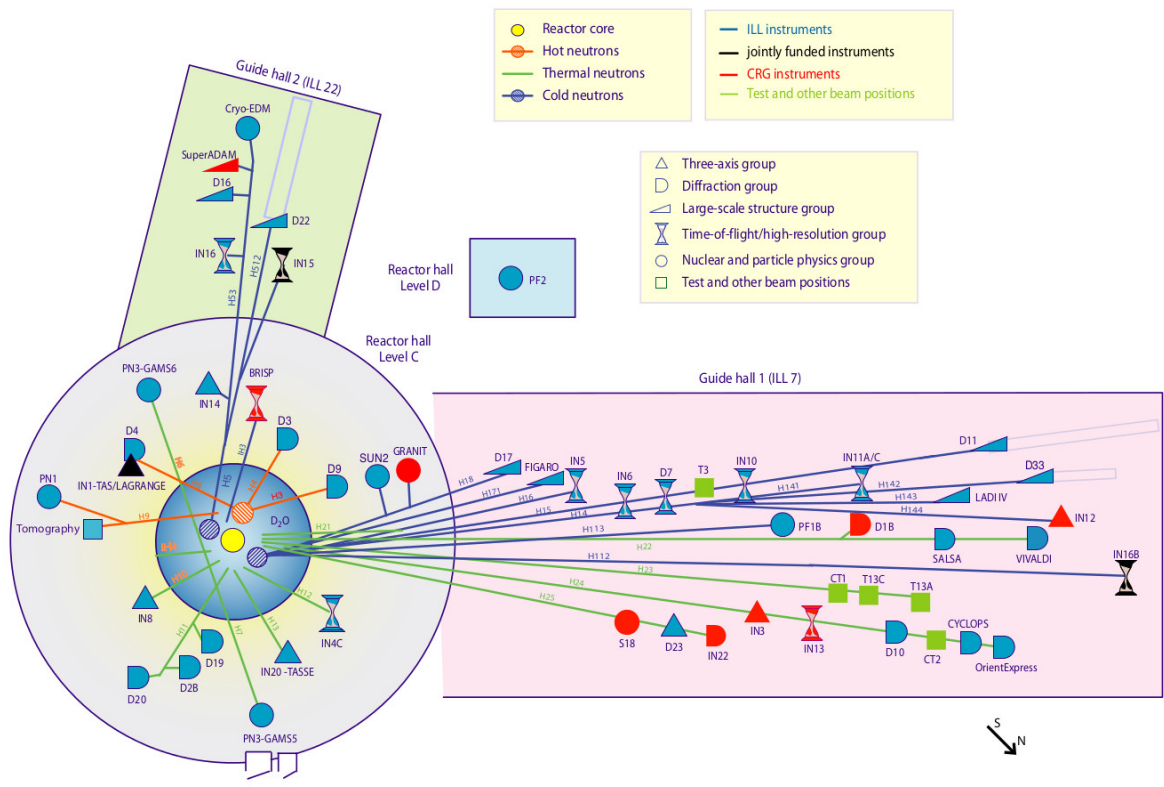 Reactor core
Hot neutrons
Thermal neutrons
Cold neutrons
ILL instruments
jointly funded instruments
CRG instruments
Test and other beam positions
Three-axis group
Diffraction group
Large-scale structure group
Time-of-flight/high-resolution group
Nuclear and particle physics group
Test and other beam positions
Guide hall 2 (ILL 22)
Cryo-EDM
SuperADAM
D16
D22
IN16
H512
IN15
H53
Reactor hall
Level D
PF2
Reactor hall
Level C
Guide hall 1 (ILL 7)
PN3-GAMS6
BRISP
IN14
D3
D4
IH3
H5
H6
H4
IN1-TAS/LAGRANGE
D9
H3
PN1
H9
Tomography
D₂O
SUN2
GRANIT
H18
D17
H171
FIGARO
H16
IN5
IN6
D7
T3
IN10
IN11A/C
D11
D33
H15
H14
H141
H142
H143
H144
LADI IV
IN12
H113
PF1B
D1B
H21
H22
SALSA
VIVALDI
H112
IN16B
H23
CT1
T13C
T13A
H24
H25
S18
D23
IN22
IN3
IN13
D10
CT2
CYCLOPS
OrientExpress
IN8
H12
IN4C
H11
H7
H13
D19
D2B
D20
IN20 -TASSE
PN3-GAMS5
S
N